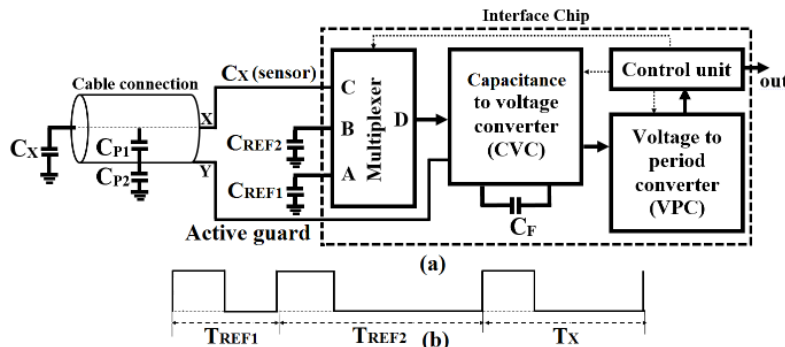 Interface Chip
Cable connection
CX (sensor)
X
CX
CP1
CP2
Y
Active guard
C
B
A
D
Multiplexer
CREF2
CREF1
Capacitance
to voltage
converter
(CVC)
CF
Control unit
out
Voltage to
period
converter
(VPC)
(a)
TREF1
TREF2
(b)
TX